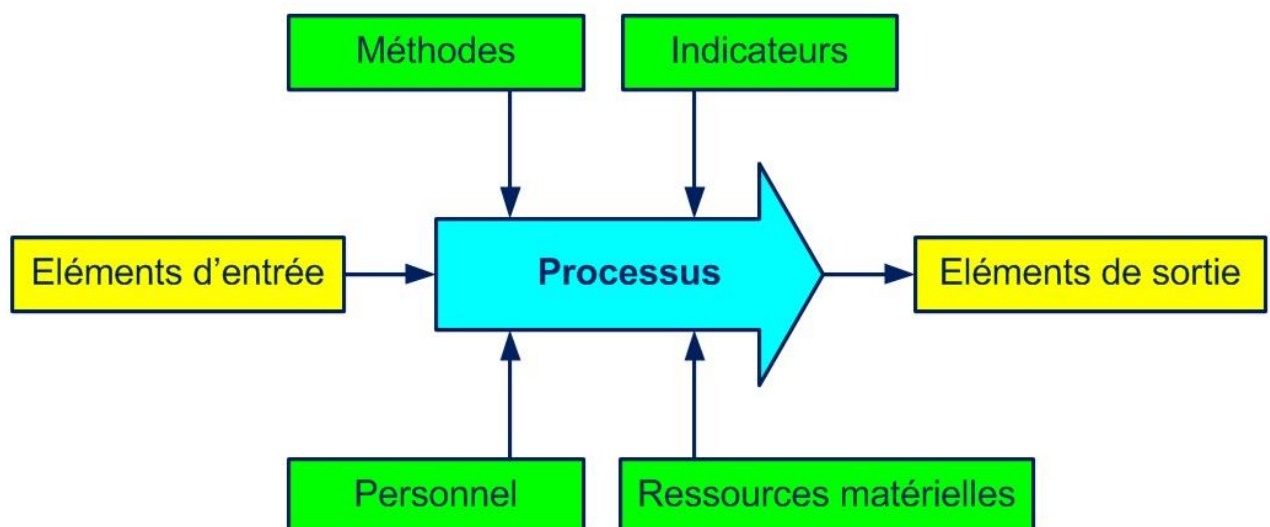 Méthodes
Indicateurs
Eléments d’entrée
Processus
Eléments de sortie
Personnel
Ressources matérielles